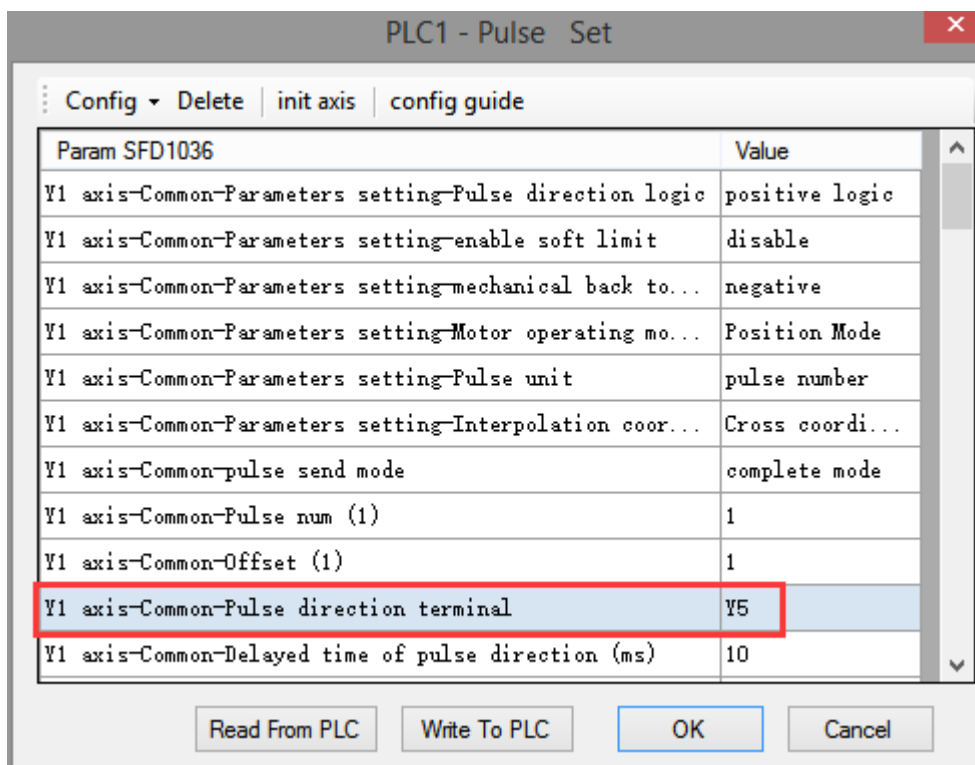 PLC1 - Pulse Set
Config Delete init axis config guide
Param SFD1036 Value
Y1 axis-Common-Parameters setting-Pulse direction logic positive logic
Y1 axis-Common-Parameters setting-enable soft limit disable
Y1 axis-Common-Parameters setting-mechanical back to... negative
Y1 axis-Common-Parameters setting-Motor operating mo... Position Mode
Y1 axis-Common-Parameters setting-Pulse unit pulse number
Y1 axis-Common-Parameters setting-Interpolation coor... Cross coordi...
Y1 axis-Common-pulse send mode complete mode
Y1 axis-Common-Pulse num (1) 1
Y1 axis-Common-Offset (1) 1
Y1 axis-Common-Pulse direction terminal Y5
Y1 axis-Common-Delayed time of pulse direction (ms) 10
Read From PLC Write To PLC OK Cancel